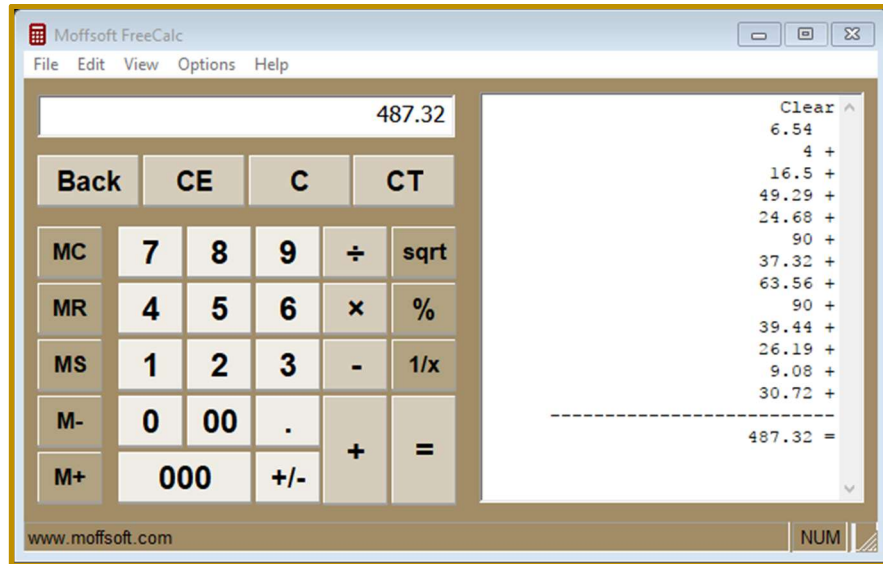 Moffsoft FreeCalc
File Edit View Options Help
487.32
Back CE C CT
MC 7 8 9 ÷ sqrt
MR 4 5 6 × %
MS 1 2 3 - 1/x
M- 0 00 .
+ =
M+ 000 +/-
Clear
6.54
4 +
16.5 +
49.29 +
24.68 +
90 +
37.32 +
63.56 +
90 +
39.44 +
26.19 +
9.08 +
30.72 +
--------------------------
487.32 =
www.moffsoft.com NUM